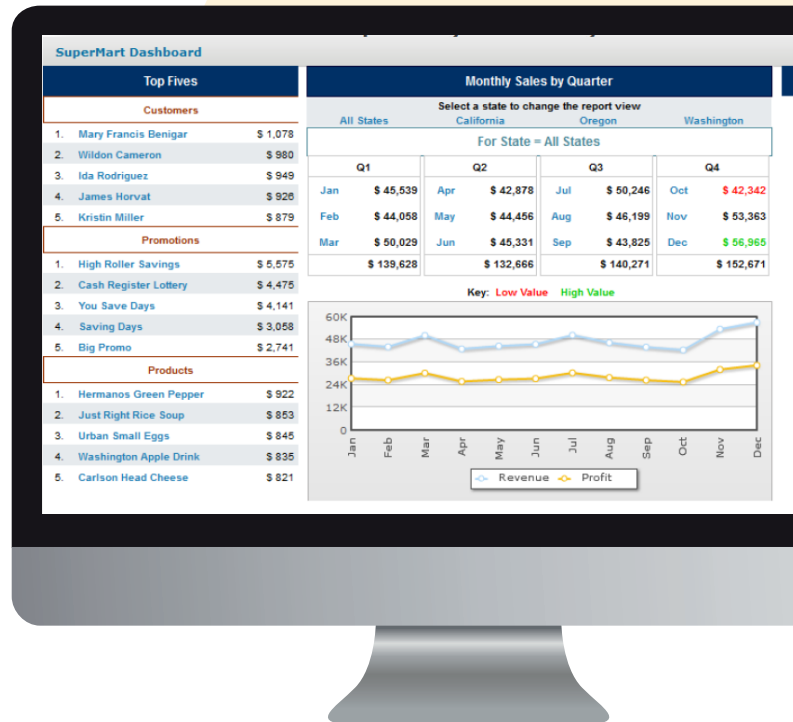 SuperMart Dashboard
Top Fives
Customers
1. Mary Francis Benigar $ 1,078
2. Wildon Cameron $ 980
3. Ida Rodriguez $ 949
4. James Horvat $ 926
5. Kristin Miller $ 879
Promotions
1. High Roller Savings $ 5,575
2. Cash Register Lottery $ 4,475
3. You Save Days $ 4,141
4. Saving Days $ 3,058
5. Big Promo $ 2,741
Products
1. Hermanos Green Pepper $ 922
2. Just Right Rice Soup $ 853
3. Urban Small Eggs $ 845
4. Washington Apple Drink $ 835
5. Carlson Head Cheese $ 821
Monthly Sales by Quarter
Select a state to change the report view
All States California Oregon Washington
For State = All States
Q1 Q2 Q3 Q4
Jan $ 45,539 Apr $ 42,878 Jul $ 50,246 Oct $ 42,342
Feb $ 44,058 May $ 44,456 Aug $ 46,199 Nov $ 53,363
Mar $ 50,029 Jun $ 45,331 Sep $ 43,825 Dec $ 56,965
$ 139,628 $ 132,666 $ 140,271 $ 152,671
Key: Low Value High Value
60K
48K
36K
24K
12K
0
Jan Feb Mar Apr May Jun Jul Aug Sep Oct Nov Dec
Revenue Profit